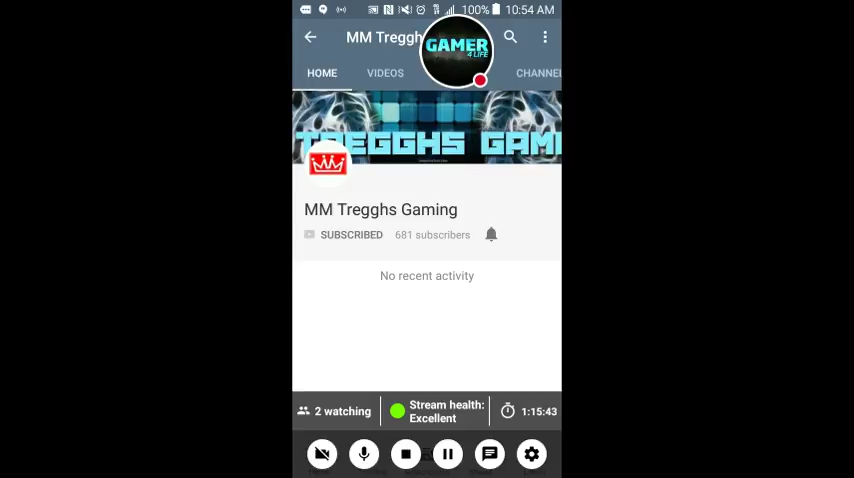 100% 10:54 AM
MM Treggh
GAMER
4 LIFE
HOME VIDEOS CHANNEL
TREGGHS GAMI
MM Tregghs Gaming
SUBSCRIBED 681 subscribers
No recent activity
2 watching
Stream health:
Excellent
1:15:43